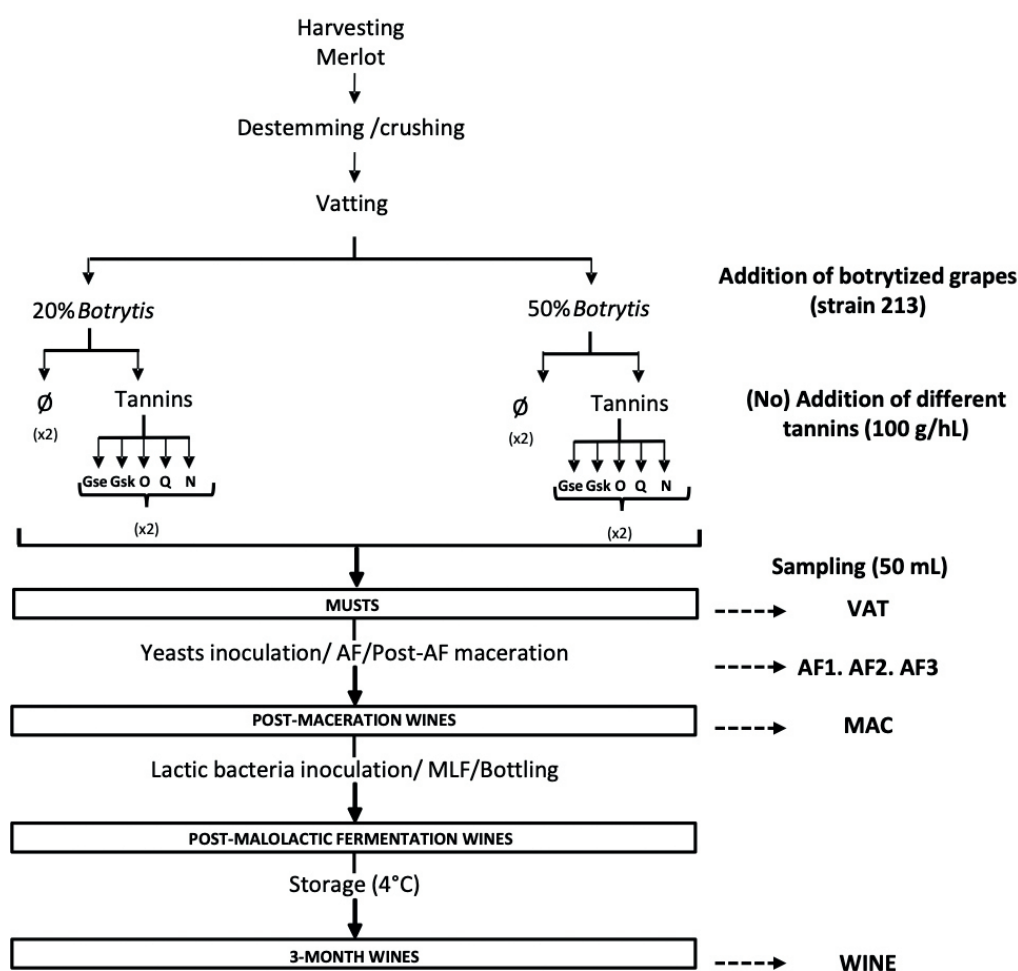 Harvesting
Merlot
Destemming /crushing
Vatting
Addition of botrytized grapes
(strain 213)
20% Botrytis
50% Botrytis
Ø
(x2)
Tannins
Gse Gsk O Q N
(x2)
Ø
(x2)
Tannins
Gse Gsk O Q N
(x2)
(No) Addition of different
tannins (100 g/hL)
Sampling (50 mL)
MUSTS
VAT
Yeasts inoculation/ AF/Post-AF maceration
AF1. AF2. AF3
POST-MACERATION WINES
MAC
Lactic bacteria inoculation/ MLF/Bottling
POST-MALOLACTIC FERMENTATION WINES
Storage (4°C)
3-MONTH WINES
WINE